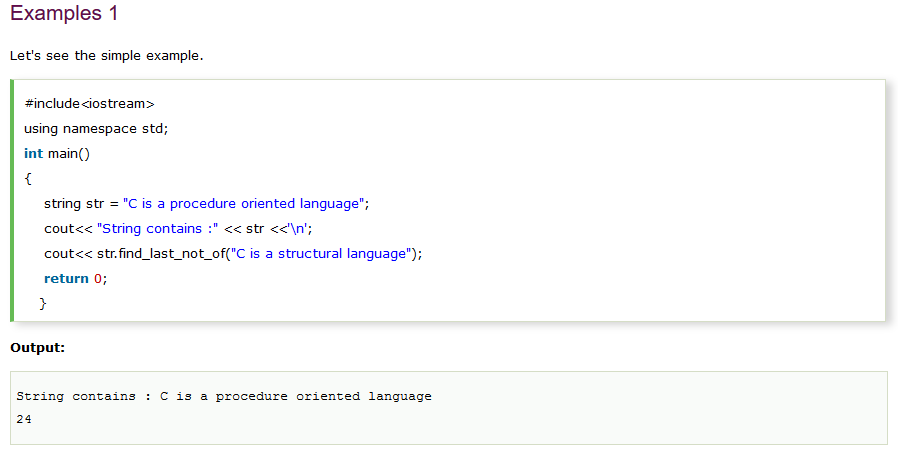 Examples 1
Let's see the simple example.
#include<iostream>
using namespace std;
int main()
{
string str = "C is a procedure oriented language";
cout<< "String contains :" << str <<'\n';
cout<< str.find_last_not_of("C is a structural language");
return 0;
}
Output:
String contains : C is a procedure oriented language
24